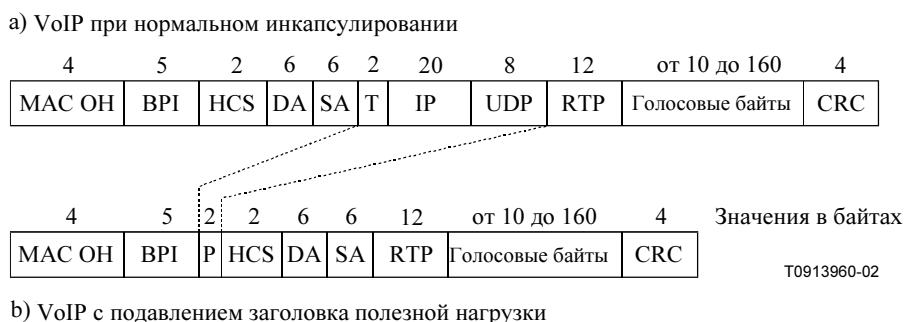 a) VoIP при нормальном инкапсулировании
4 5 2 6 6 2 20 8 12 от 10 до 160 4
MAC OH BPI HCS DA SA T IP UDP RTP Голосовые байты CRC
4 5 2 2 6 6 12 от 10 до 160 4 Значения в байтах
MAC OH BPI P HCS DA SA RTP Голосовые байты CRC
T0913960-02
b) VoIP с подавлением заголовка полезной нагрузки